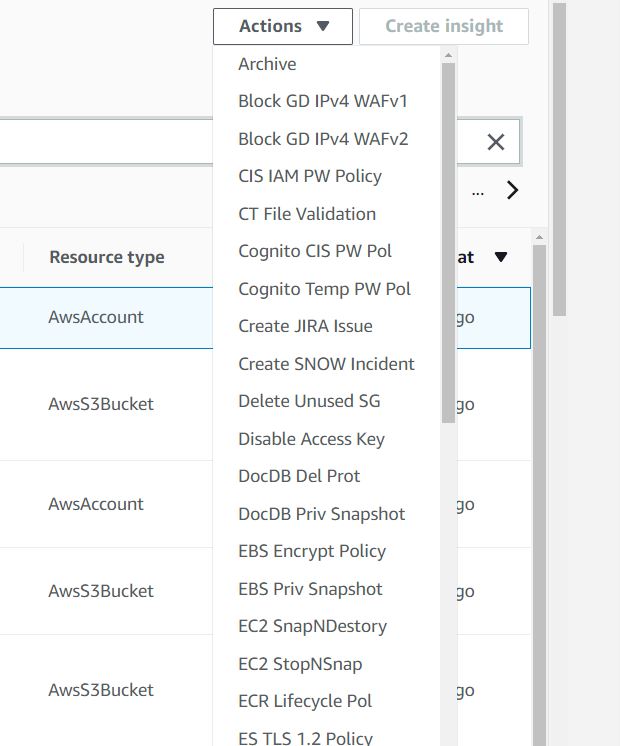 Actions ▼ Create insight
Archive
Block GD IPv4 WAFv1
Block GD IPv4 WAFv2
CIS IAM PW Policy
... 
CT File Validation
Cognito CIS PW Pol
Resource type at ▼
Cognito Temp PW Pol
AwsAccount go
Create JIRA Issue
Create SNOW Incident
AwsS3Bucket go
Delete Unused SG
Disable Access Key
DocDB Del Prot
AwsAccount go
DocDB Priv Snapshot
EBS Encrypt Policy
AwsS3Bucket go
EBS Priv Snapshot
EC2 SnapNDestory
EC2 StopNSnap
AwsS3Bucket go
ECR Lifecycle Pol
ES TLS 1.2 Policy